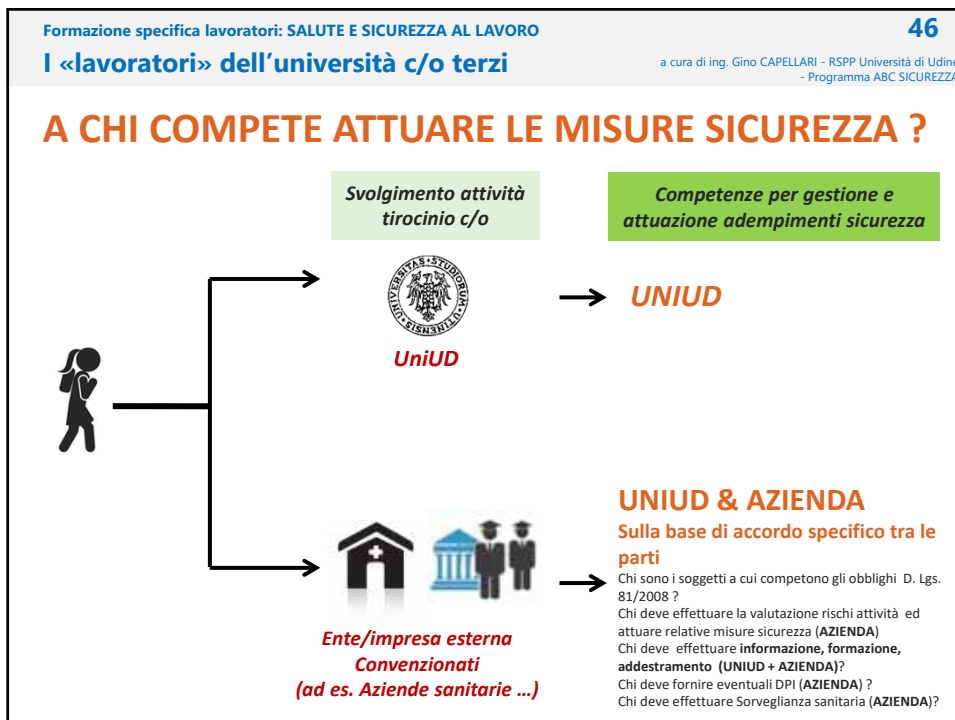 Formazione specifica lavoratori: SALUTE E SICUREZZA AL LAVORO
46
I «lavoratori» dell'università c/o terzi
a cura di ing. Gino CAPELLARI - RSPP Università di Udine
- Programma ABC SICUREZZA
A CHI COMPETE ATTUARE LE MISURE SICUREZZA ?
Svolgimento attività
tirocinio c/o
Competenze per gestione e
attuazione adempimenti sicurezza
UNIVERSITAS STUDIORUM UTINENSIS
UniUD
UNIUD
UNIUD & AZIENDA
Sulla base di accordo specifico tra le
parti
Chi sono i soggetti a cui competono gli obblighi D. Lgs.
81/2008 ?
Chi deve effettuare la valutazione rischi attività ed
attuare relative misure sicurezza (AZIENDA)
Chi deve effettuare informazione, formazione,
addestramento (UNIUD + AZIENDA)?
Chi deve fornire eventuali DPI (AZIENDA) ?
Chi deve effettuare Sorveglianza sanitaria (AZIENDA)?
Ente/impresa esterna
Convenzionati
(ad es. Aziende sanitarie ...)